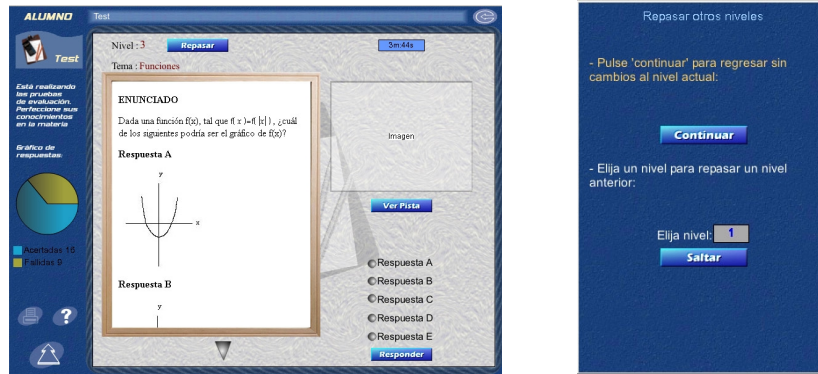 ALUMNO
Test
Test
Está realizando
las pruebas
de evaluación.
Perfeccione sus
conocimientos
en la materia
Gráfico de
respuestas:
Acertadas 16
Fallidas 9
?
Nivel : 3
Repasar
3m:44s
Tema : Funciones
ENUNCIADO
Dada una función f(x), tal que f( x )=f( |x| ) , ¿cuál
de los siguientes podría ser el gráfico de f(x)?
Respuesta A
y
x
Respuesta B
y
Imagen
Ver Pista
Respuesta A
Respuesta B
Respuesta C
Respuesta D
Respuesta E
Responder
Repasar otros niveles
- Pulse 'continuar' para regresar sin
cambios al nivel actual:
Continuar
- Elija un nivel para repasar un nivel
anterior:
Elija nivel: 1
Saltar